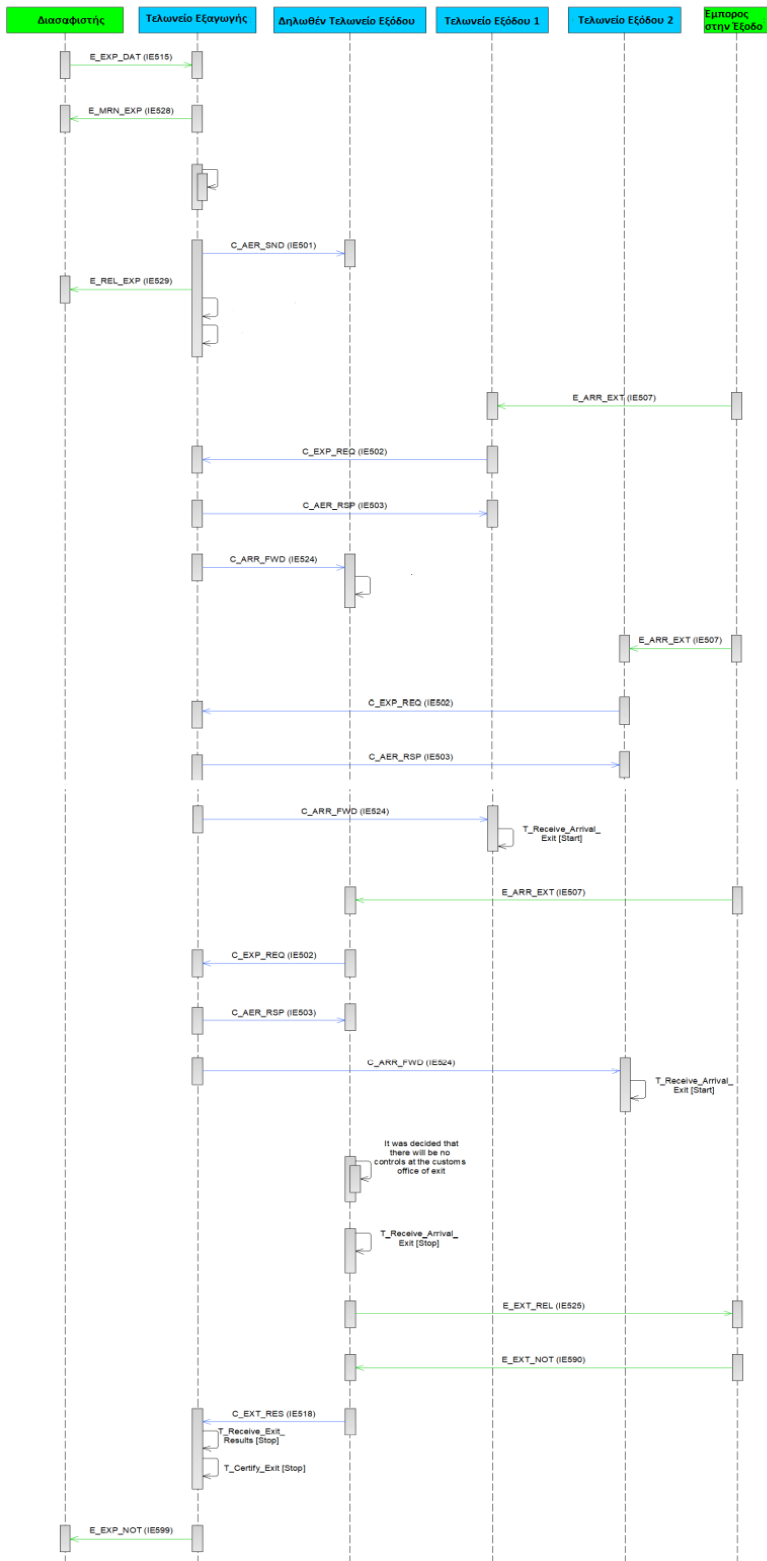 Διασαφιστής
Τελωνείο Εξαγωγής
Δηλωθέν Τελωνείο Εξόδου
Τελωνείο Εξόδου 1
Τελωνείο Εξόδου 2
Έμπορος
στην Έξοδο
E_EXP_DAT (IE515)
E_MRN_EXP (IE528)
C_AER_SND (IE501)
E_REL_EXP (IE529)
E_ARR_EXT (IE507)
C_EXP_REQ (IE502)
C_AER_RSP (IE503)
C_ARR_FWD (IE524)
E_ARR_EXT (IE507)
C_EXP_REQ (IE502)
C_AER_RSP (IE503)
C_ARR_FWD (IE524)
T_Receive_Arrival_
Exit [Start]
E_ARR_EXT (IE507)
C_EXP_REQ (IE502)
C_AER_RSP (IE503)
C_ARR_FWD (IE524)
T_Receive_Arrival_
Exit [Start]
It was decided that
there will be no
controls at the customs
office of exit
T_Receive_Arrival_
Exit [Stop]
E_EXT_REL (IE525)
E_EXT_NOT (IE590)
C_EXT_RES (IE518)
T_Receive_Exit_
Results [Stop]
T_Certify_Exit [Stop]
E_EXP_NOT (IE599)